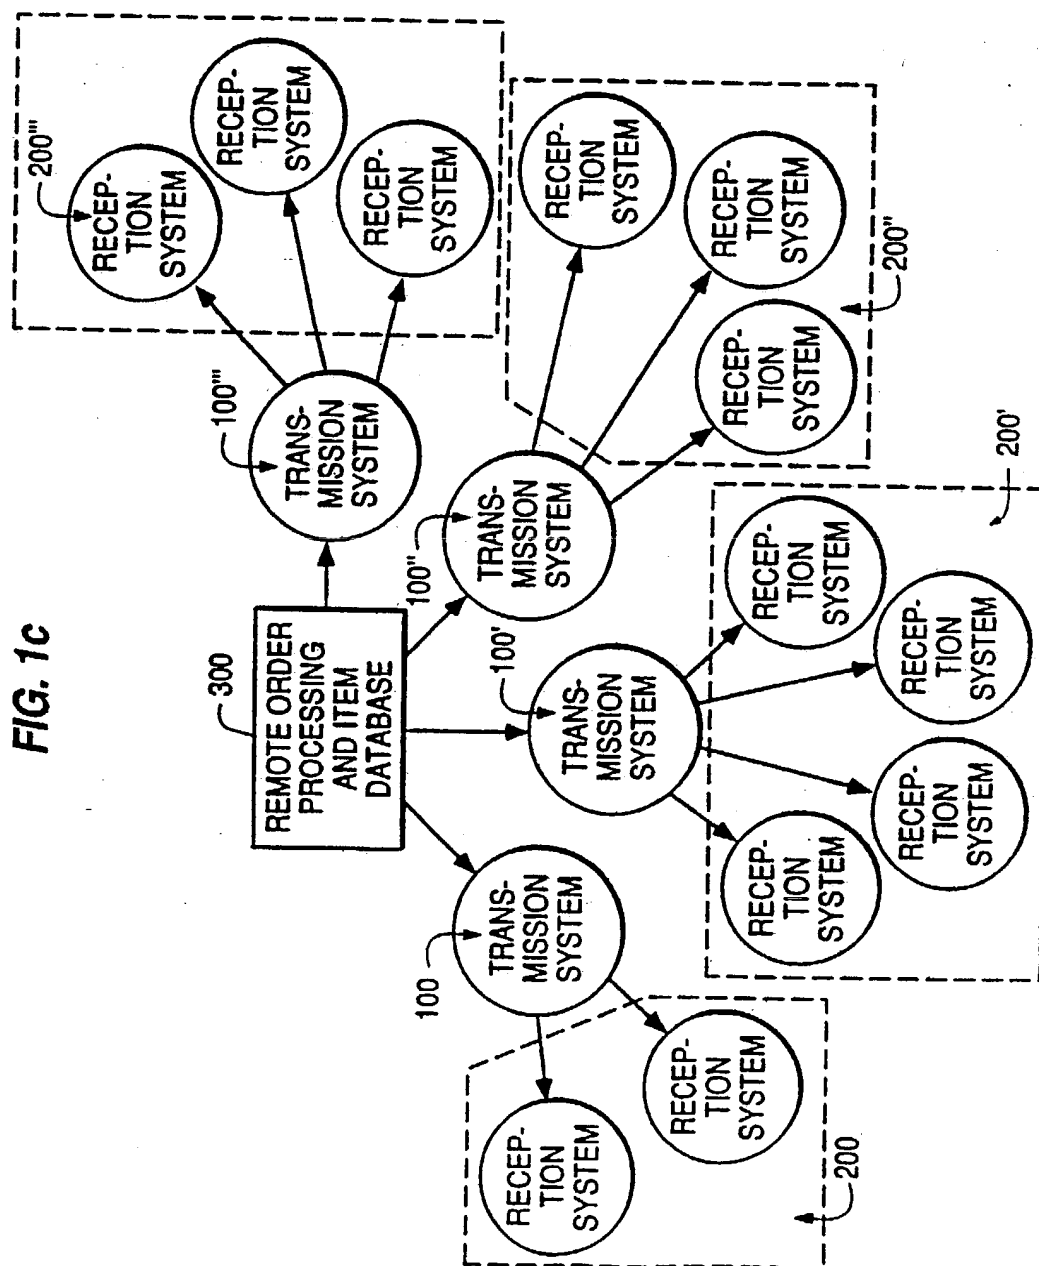 FIG. 1c
300
REMOTE ORDER
PROCESSING
AND ITEM
DATABASE
100
TRANS-
MISSION
SYSTEM
100'
TRANS-
MISSION
SYSTEM
100''
TRANS-
MISSION
SYSTEM
100'''
TRANS-
MISSION
SYSTEM
RECEP-
TION
SYSTEM
RECEP-
TION
SYSTEM
200
RECEP-
TION
SYSTEM
RECEP-
TION
SYSTEM
RECEP-
TION
SYSTEM
RECEP-
TION
SYSTEM
200'
RECEP-
TION
SYSTEM
RECEP-
TION
SYSTEM
RECEP-
TION
SYSTEM
200''
200'''
RECEP-
TION
SYSTEM
RECEP-
TION
SYSTEM
RECEP-
TION
SYSTEM